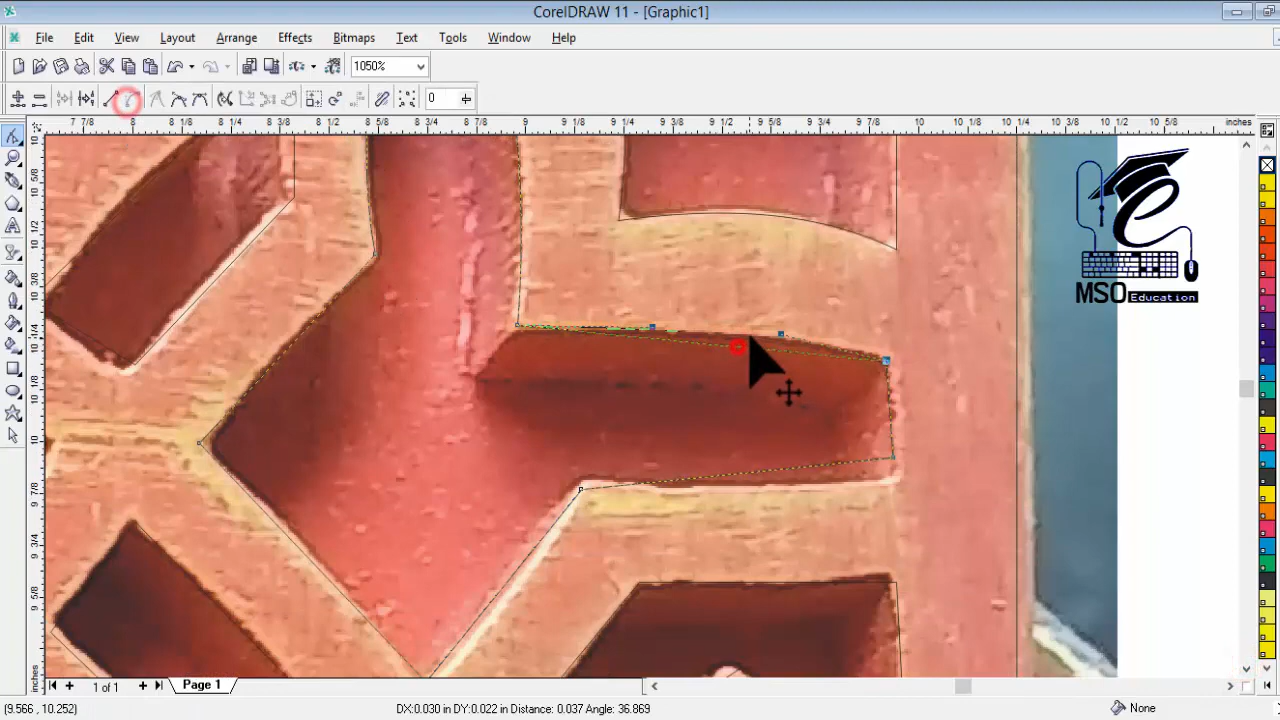 CorelDRAW 11 - [Graphic1]
File Edit View Layout Arrange Effects Bitmaps Text Tools Window Help
1050%
0
7 7/8 8 8 1/8 8 1/4 8 3/8 8 1/2 8 5/8 8 3/4 8 7/8 9 9 1/8 9 1/4 9 3/8 9 1/2 9 5/8 9 3/4 9 7/8 10 10 1/8 10 1/4 10 3/8 10 1/2 10 5/8 inches
MSO Education
1 of 1 Page 1
(9.566 , 10.252) DX:0.030 in DY:0.022 in Distance: 0.037 Angle: 36.869 None